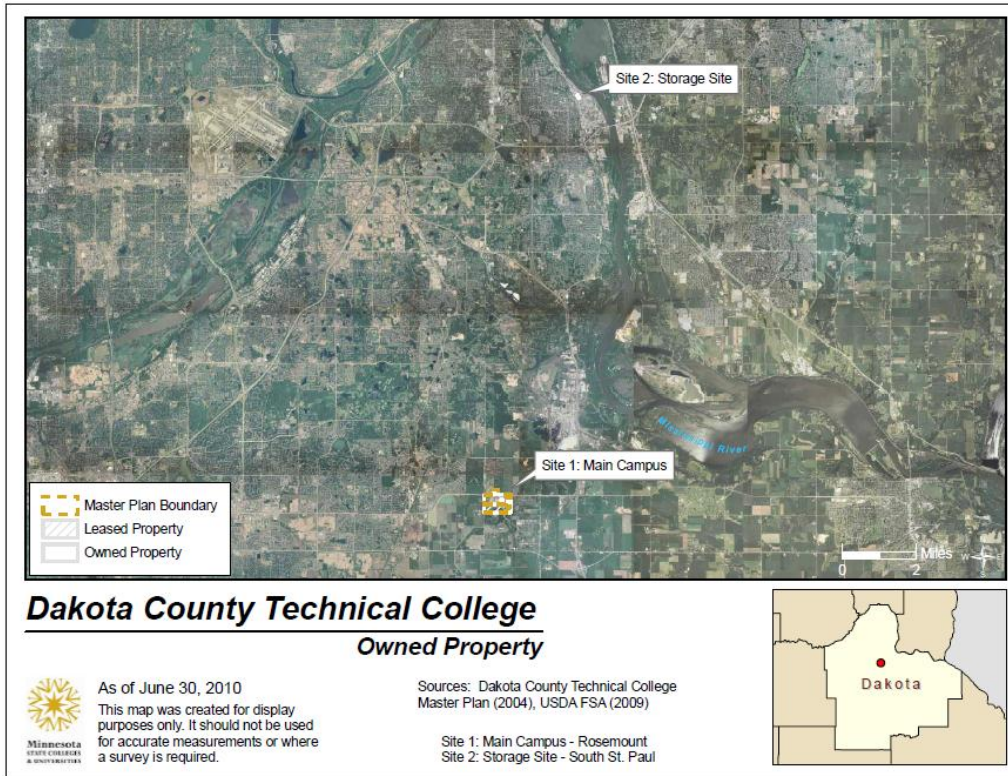 Site 2: Storage Site
Mississippi River
Site 1: Main Campus
Master Plan Boundary
Leased Property
Owned Property
Miles
0 2
W
Dakota County Technical College
Owned Property
As of June 30, 2010
This map was created for display
purposes only. It should not be used
for accurate measurements or where
a survey is required.
Minnesota
STATE COLLEGES
& UNIVERSITIES
Sources: Dakota County Technical College
Master Plan (2004), USDA FSA (2009)
Site 1: Main Campus - Rosemount
Site 2: Storage Site - South St. Paul
Dakota